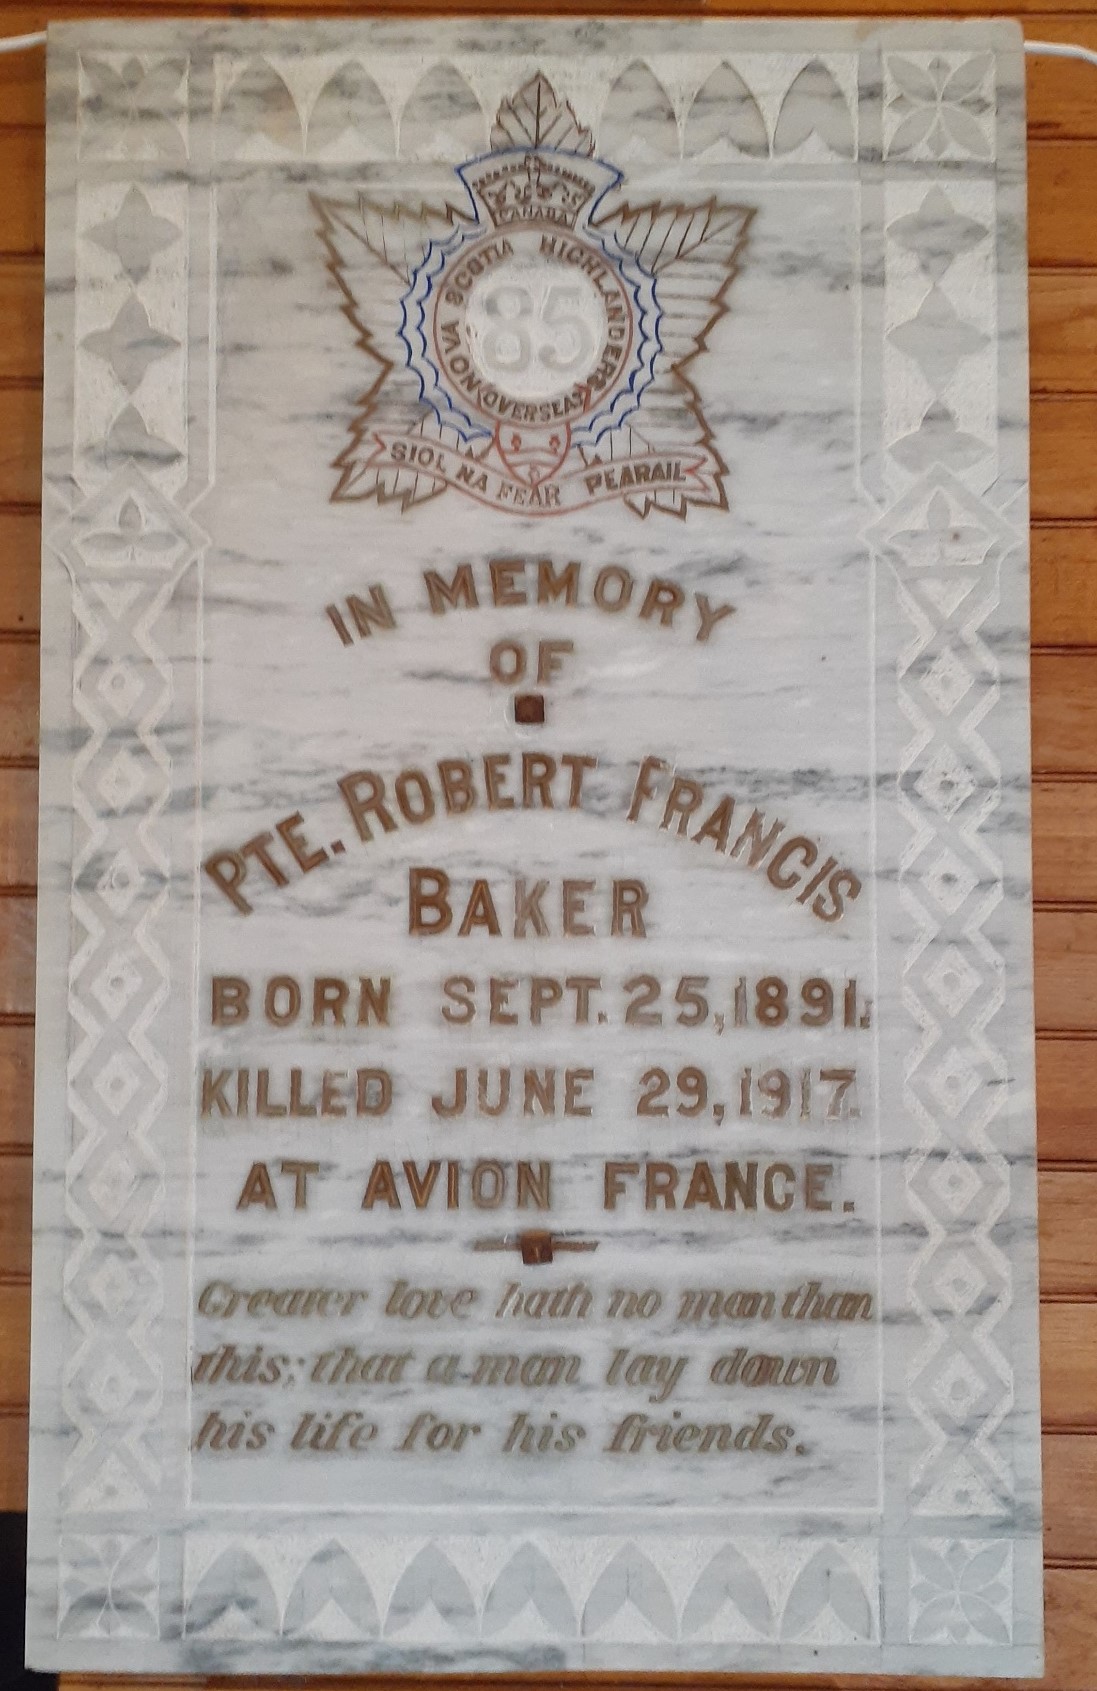 CANADA
NOVA SCOTIA HIGHLANDERS
85
OVERSEAS
SIOL NA FEAR FEARAIL
IN MEMORY
OF
PTE. ROBERT FRANCIS
BAKER
BORN SEPT. 25, 1891.
KILLED JUNE 29, 1917.
AT AVION FRANCE.
Greater love hath no man than
this; that a man lay down
his life for his friends.